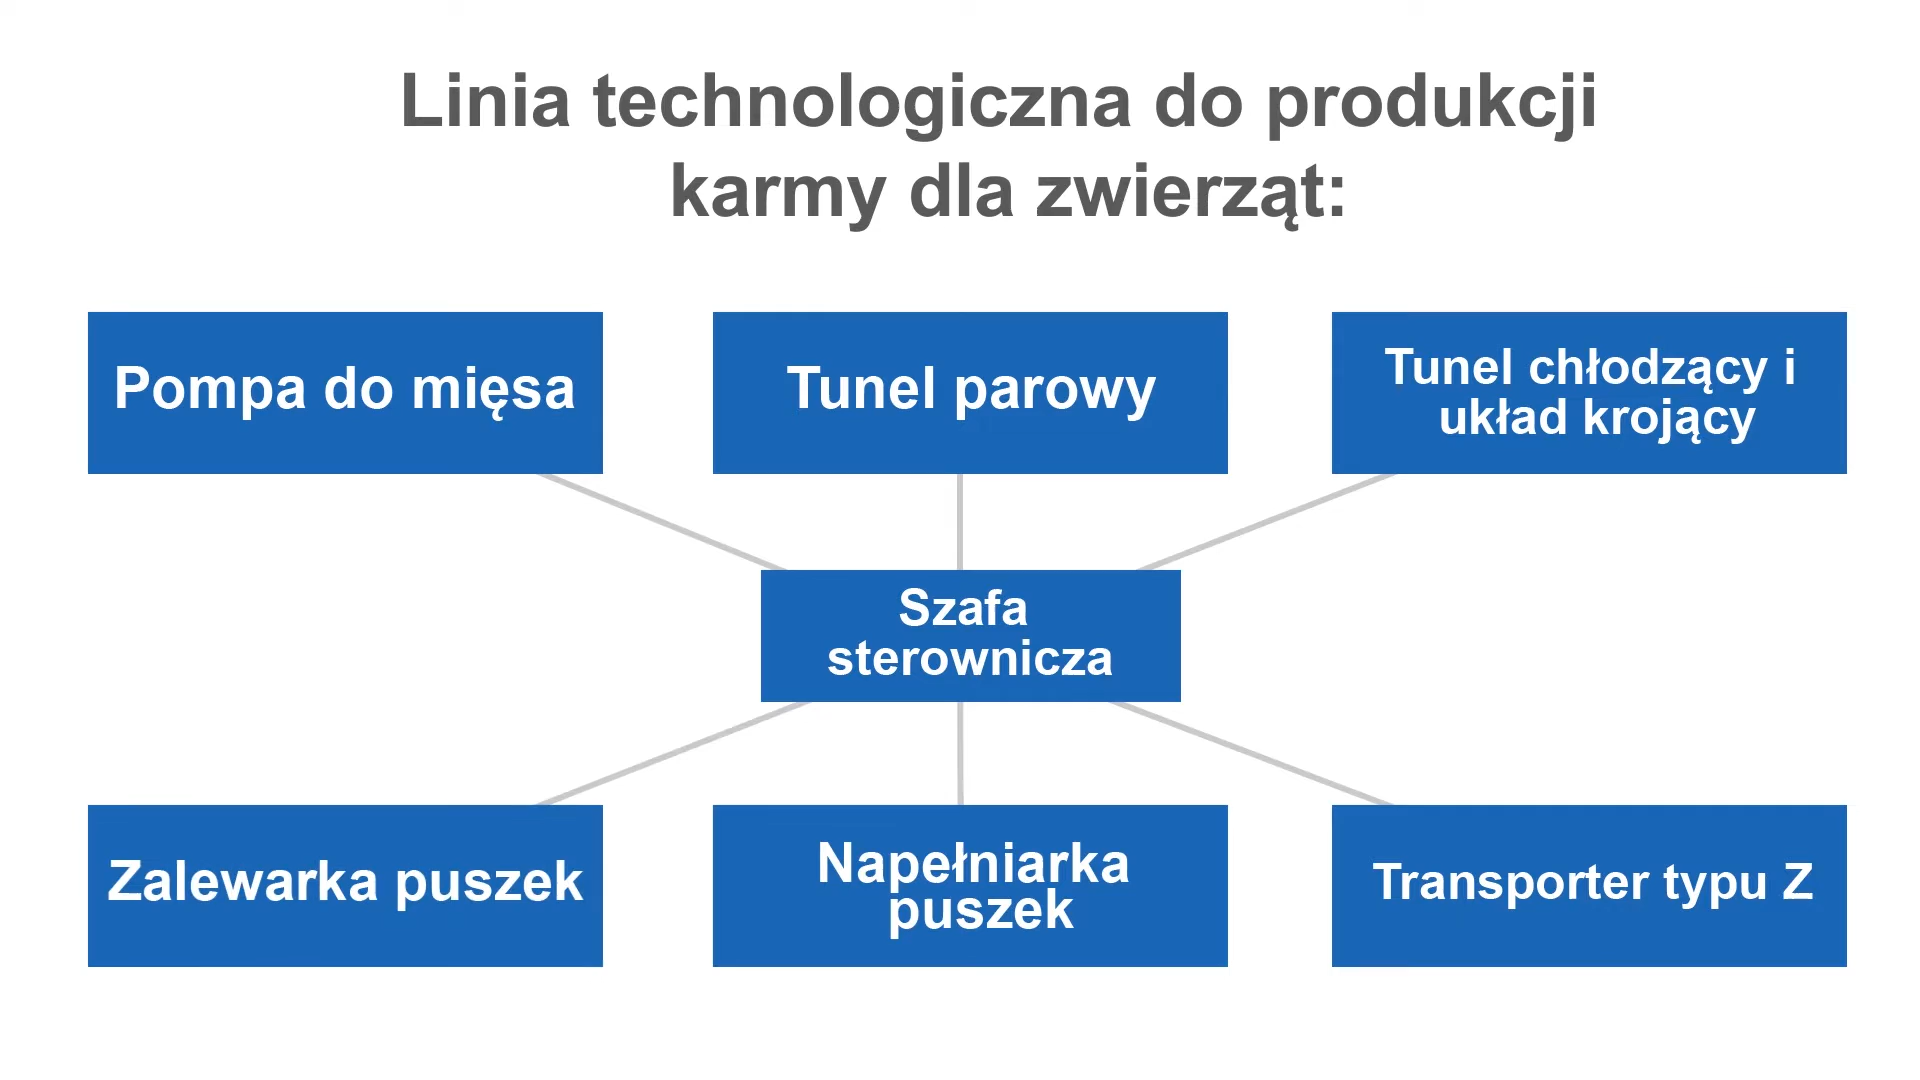 Linia technologiczna do produkcji
karmy dla zwierząt:
Pompa do mięsa
Tunel parowy
Tunel chłodzący i
układ krojący
Szafa
sterownicza
Zalewarka puszek
Napełniarka
puszek
Transporter typu Z